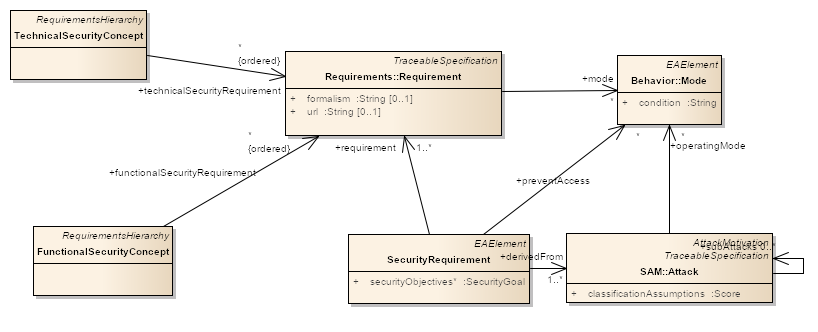 RequirementsHierarchy
TechnicalSecurityConcept
*
{ordered}
+technicalSecurityRequirement
TraceableSpecification
Requirements::Requirement
+ formalism :String [0..1]
+ url :String [0..1]
+mode
*
EAElement
Behavior::Mode
+ condition :String
*
{ordered}
+functionalSecurityRequirement
+requirement
1..*
*
*
+operatingMode
+preventAccess
RequirementsHierarchy
FunctionalSecurityConcept
EAElement
SecurityRequirement
+ securityObjectives* :SecurityGoal
+derivedFrom
1..*
AttackMotivation
+subAttacks 0..*
TraceableSpecification
SAM::Attack
+ classificationAssumptions :Score